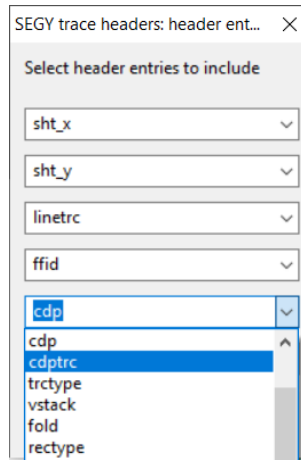 SEGY trace headers: header ent...
Select header entries to include
sht_x
sht_y
linetrc
ffid
cdp
cdp
cdptrc
trctype
vstack
fold
rectype